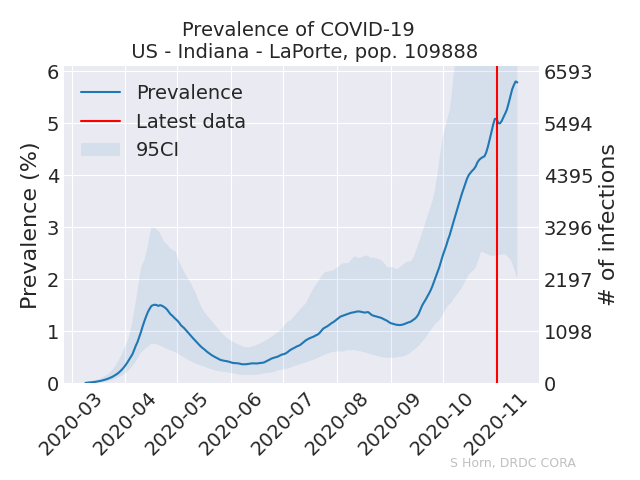 Prevalence of COVID-19
US - Indiana - LaPorte, pop. 109888
Prevalence
Latest data
95CI
Prevalence (%)
6
5
4
3
2
1
0
6593
5494
4395
3296
2197
1098
0
# of infections
2020-03
2020-04
2020-05
2020-06
2020-07
2020-08
2020-09
2020-10
2020-11
S Horn, DRDC CORA